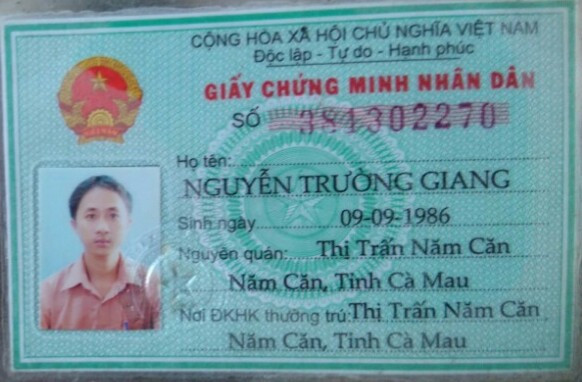 CỘNG HÒA XÃ HỘI CHỦ NGHĨA VIỆT NAM
Độc lập - Tự do - Hạnh phúc
GIẤY CHỨNG MINH NHÂN DÂN
SỐ 381302270
Họ tên:
NGUYỄN TRƯỜNG GIANG
Sinh ngày 09-09-1986
Nguyên quán: Thị Trấn Năm Căn
Năm Căn, Tỉnh Cà Mau
Nơi ĐKHK thường trú: Thị Trấn Năm Căn
Năm Căn, Tỉnh Cà Mau